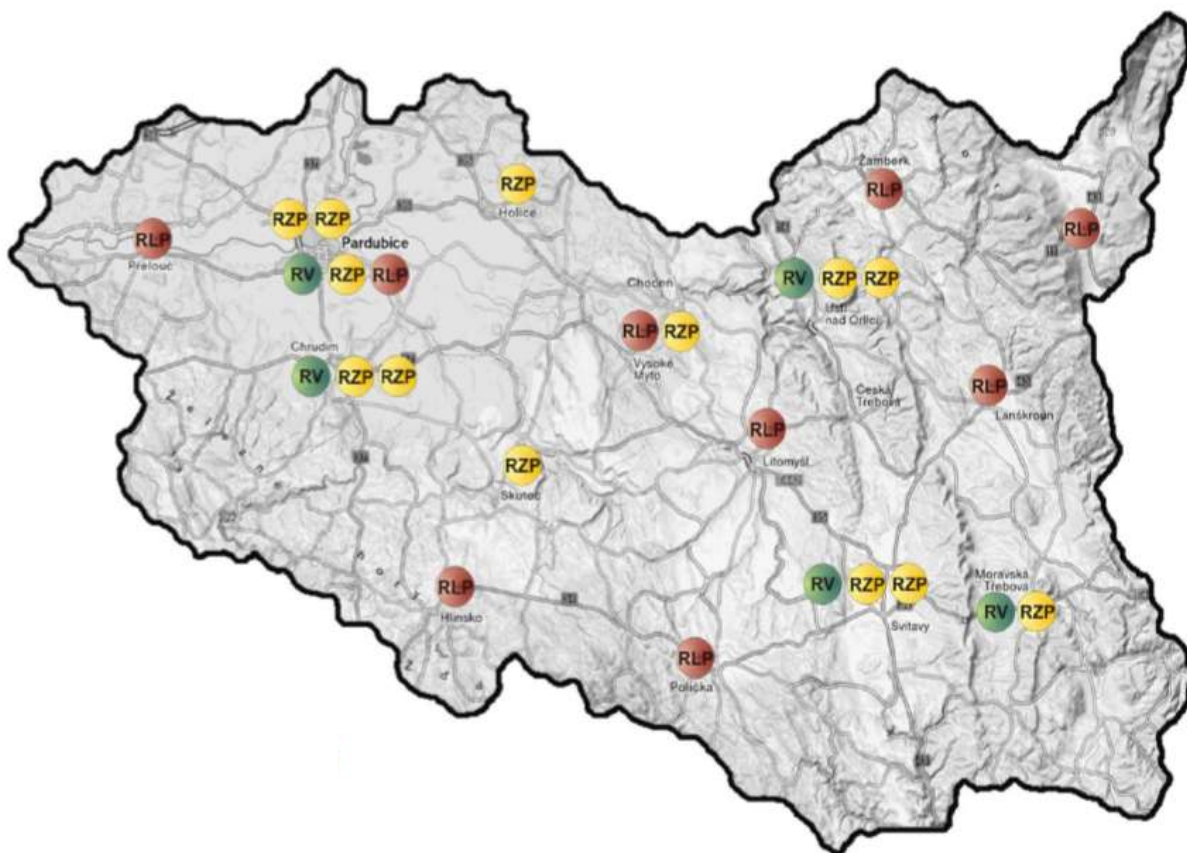 Žamberk
RLP
RZP
Holice
RZP RZP
Pardubice
RLP
Přelouč
RLP
RV RZP RLP
Choceň
RV RZP RZP
Ústí
nad Orlicí
RLP RZP
Vysoké
Mýto
Chrudim
RV RZP RZP
Česká
Třebová
RLP
Lanškroun
RLP
Litomyšl
RZP
Skuteč
RLP
Hlinsko
RV RZP RZP
Svitavy
Moravská
Třebová
RV RZP
RLP
Polička